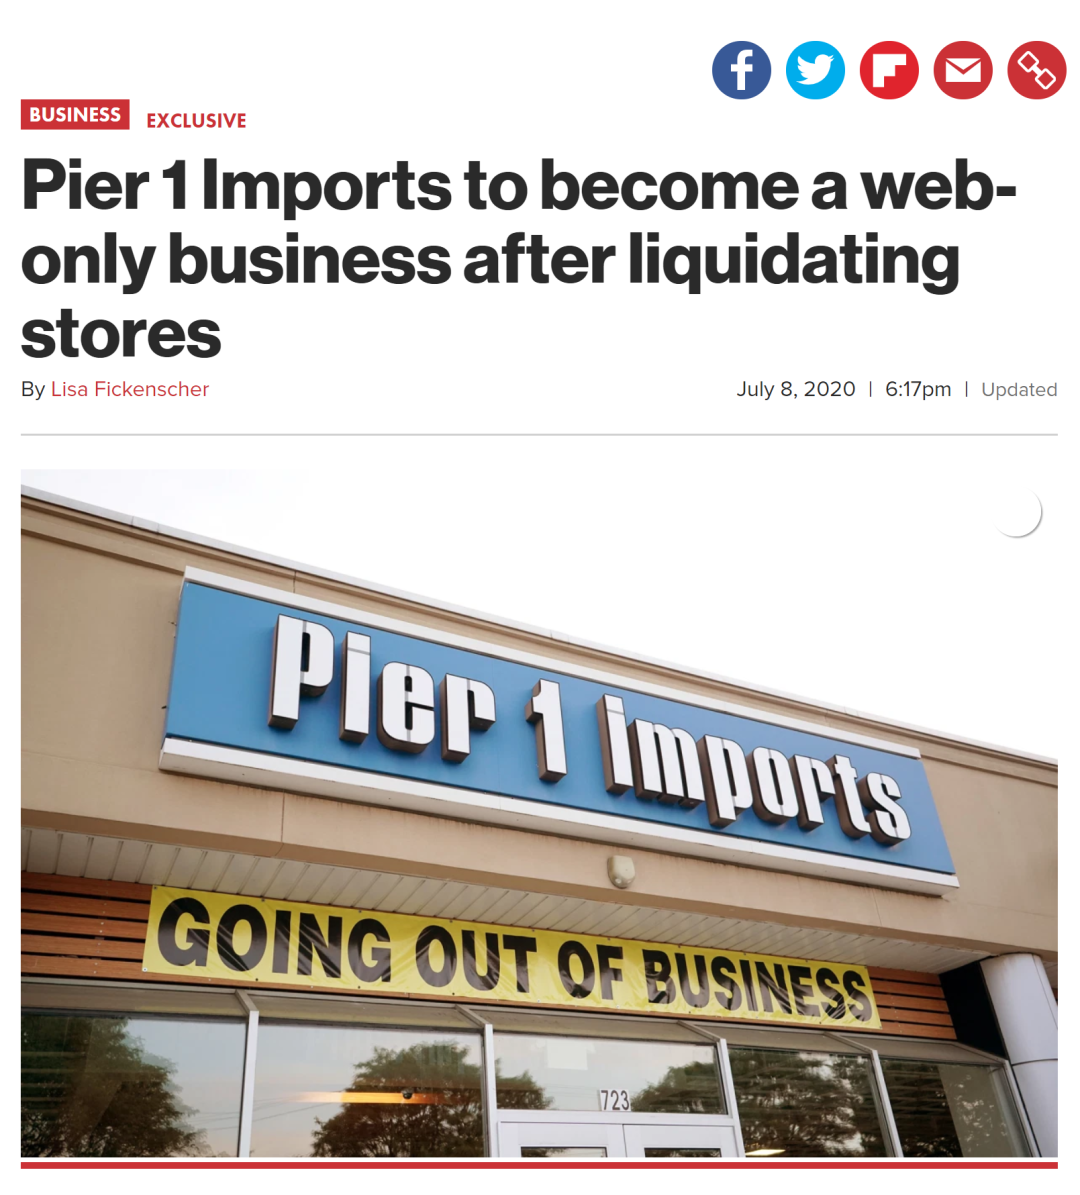 BUSINESS EXCLUSIVE
Pier 1 Imports to become a web-
only business after liquidating
stores
By Lisa Fickenscher July 8, 2020 | 6:17pm | Updated
Pier 1 imports
GOING OUT OF BUSINESS
723